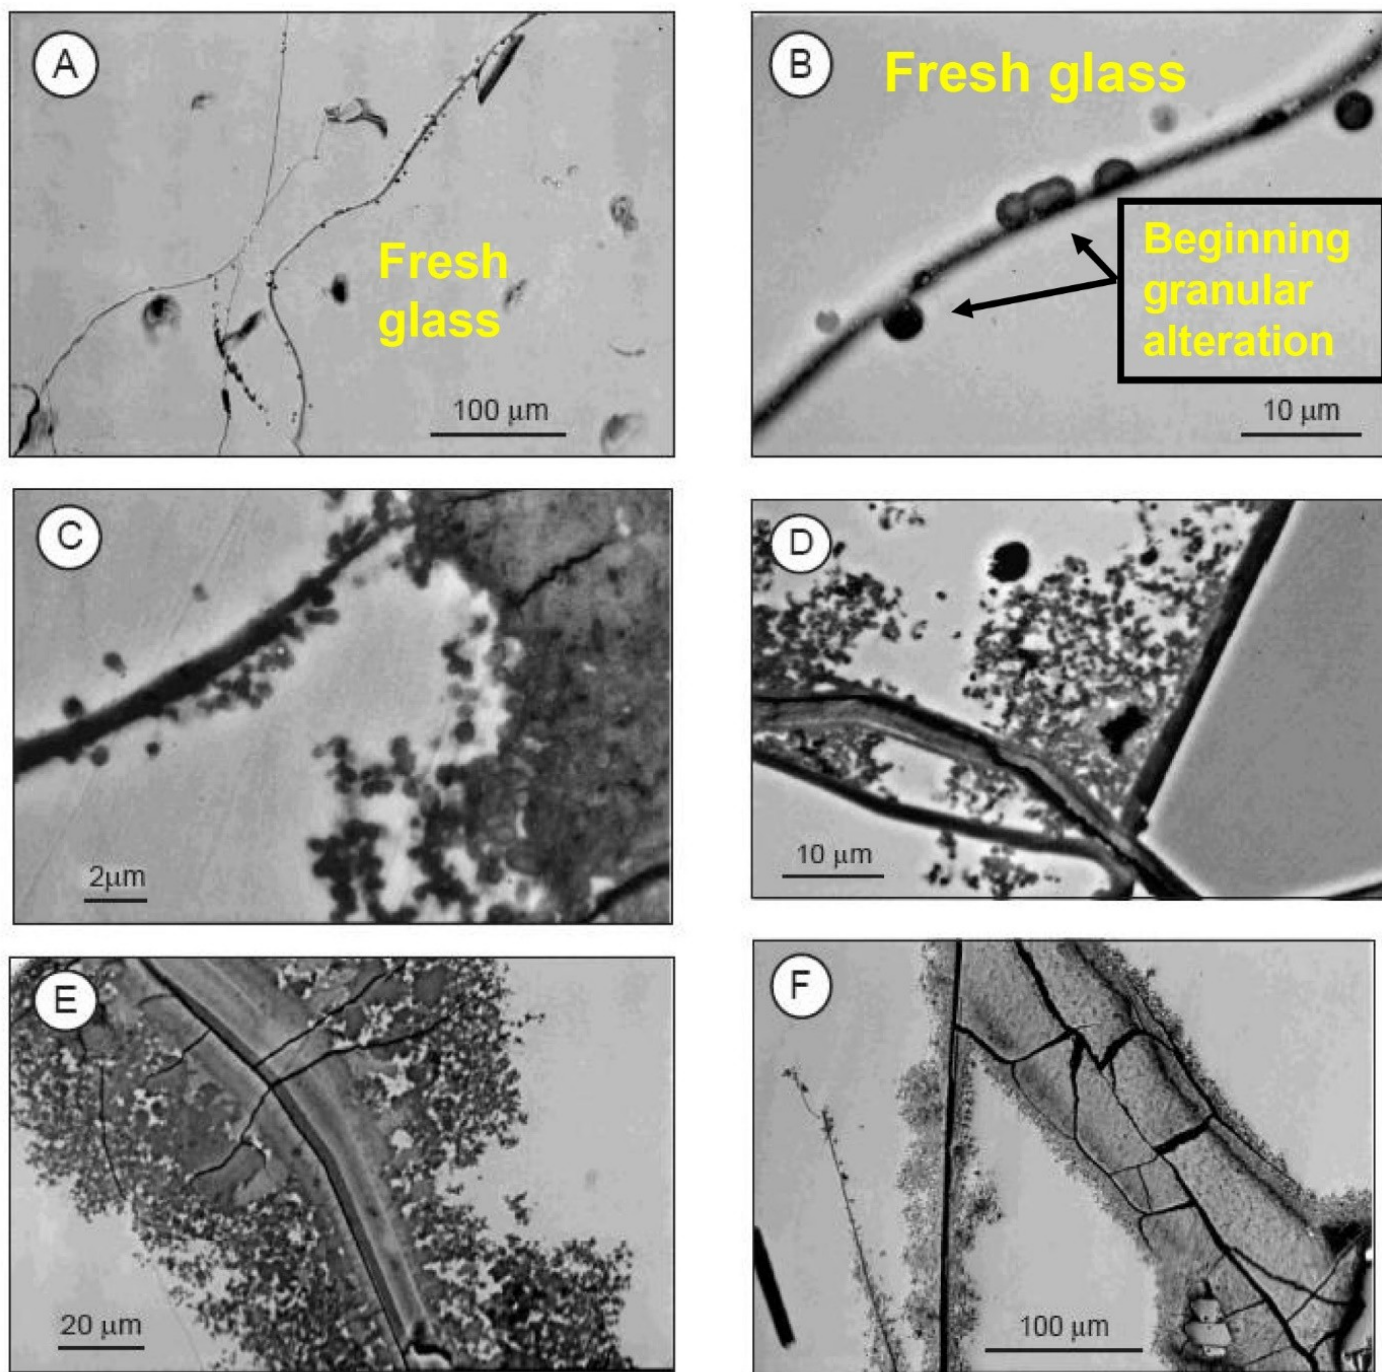 A
Fresh
glass
100 μm
B
Fresh glass
Beginning
granular
alteration
10 μm
C
2μm
D
10 μm
E
20 μm
F
100 μm